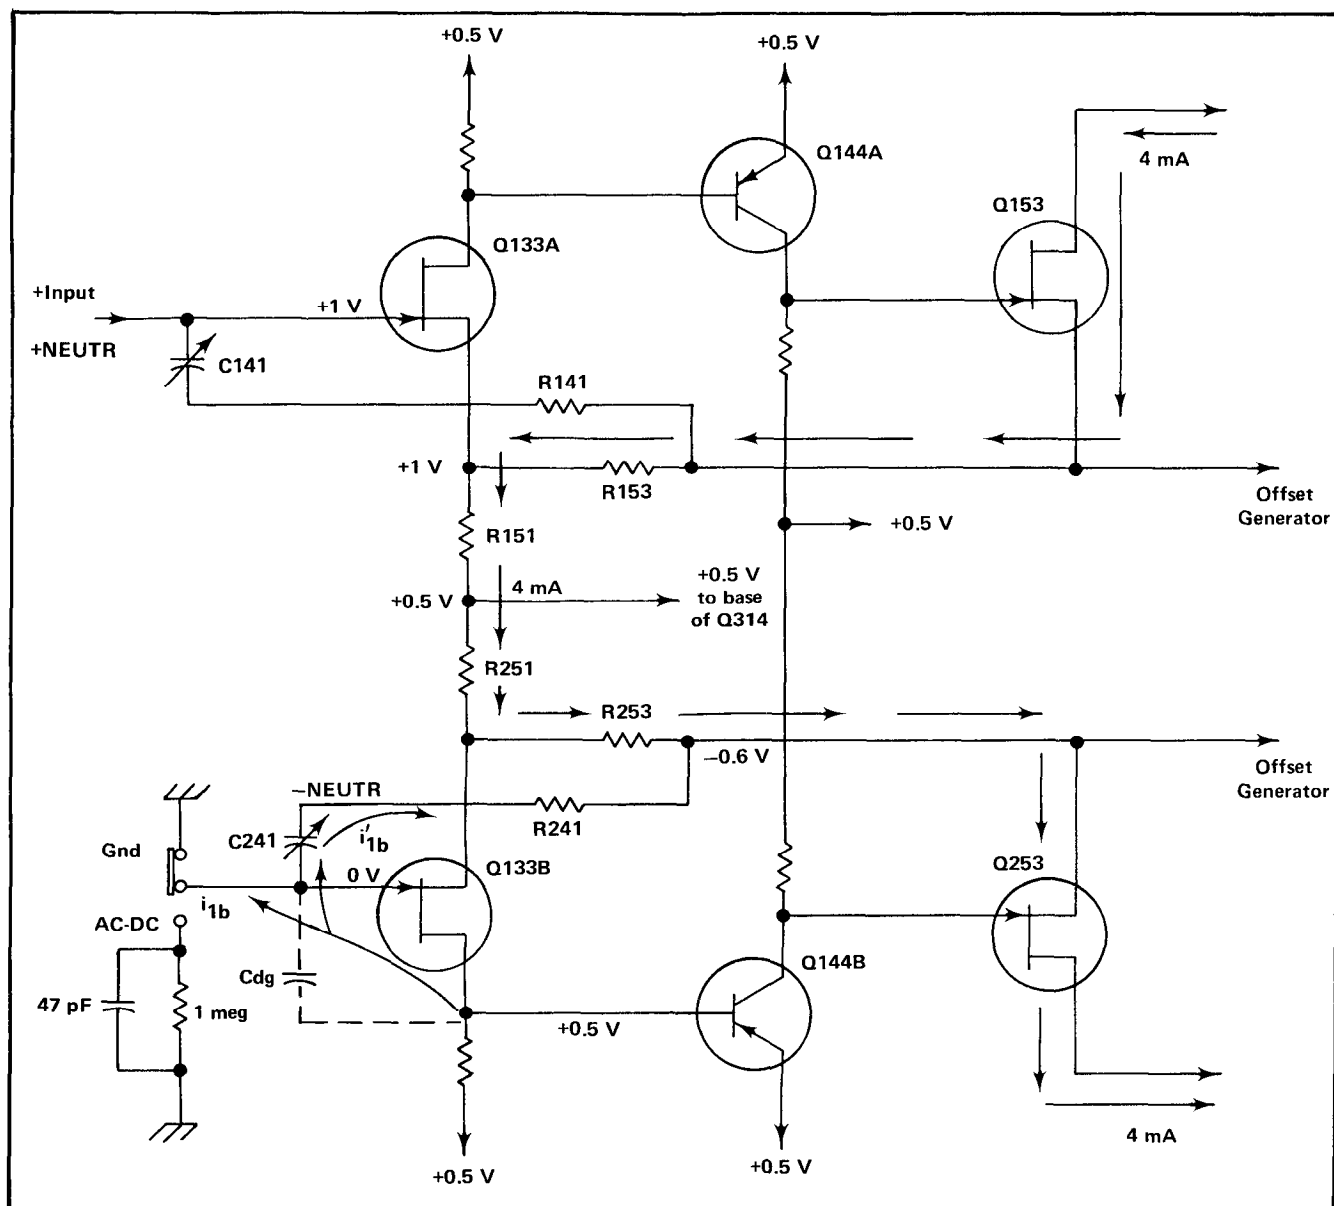 +0.5 V
+0.5 V
Q144A
4 mA
Q153
Q133A
+Input
+1 V
+NEUTR
C141
R141
+1 V
R153
Offset
Generator
R151
+0.5 V
4 mA
+0.5 V
+0.5 V
to base
of Q314
R251
R253
-0.6 V
Offset
Generator
-NEUTR
R241
C241
i'1b
Gnd
Q133B
Q253
0 V
i1b
AC-DC
Q144B
Cdg
47 pF
1 meg
+0.5 V
4 mA
+0.5 V
+0.5 V